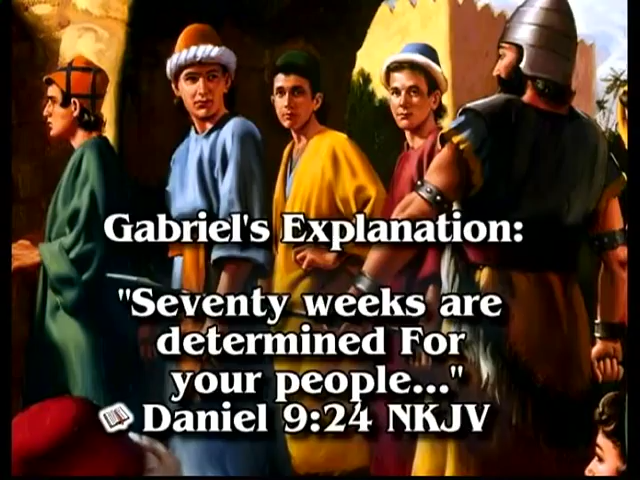 Gabriel's Explanation:
"Seventy weeks are
determined For
your people..."
Daniel 9:24 NKJV